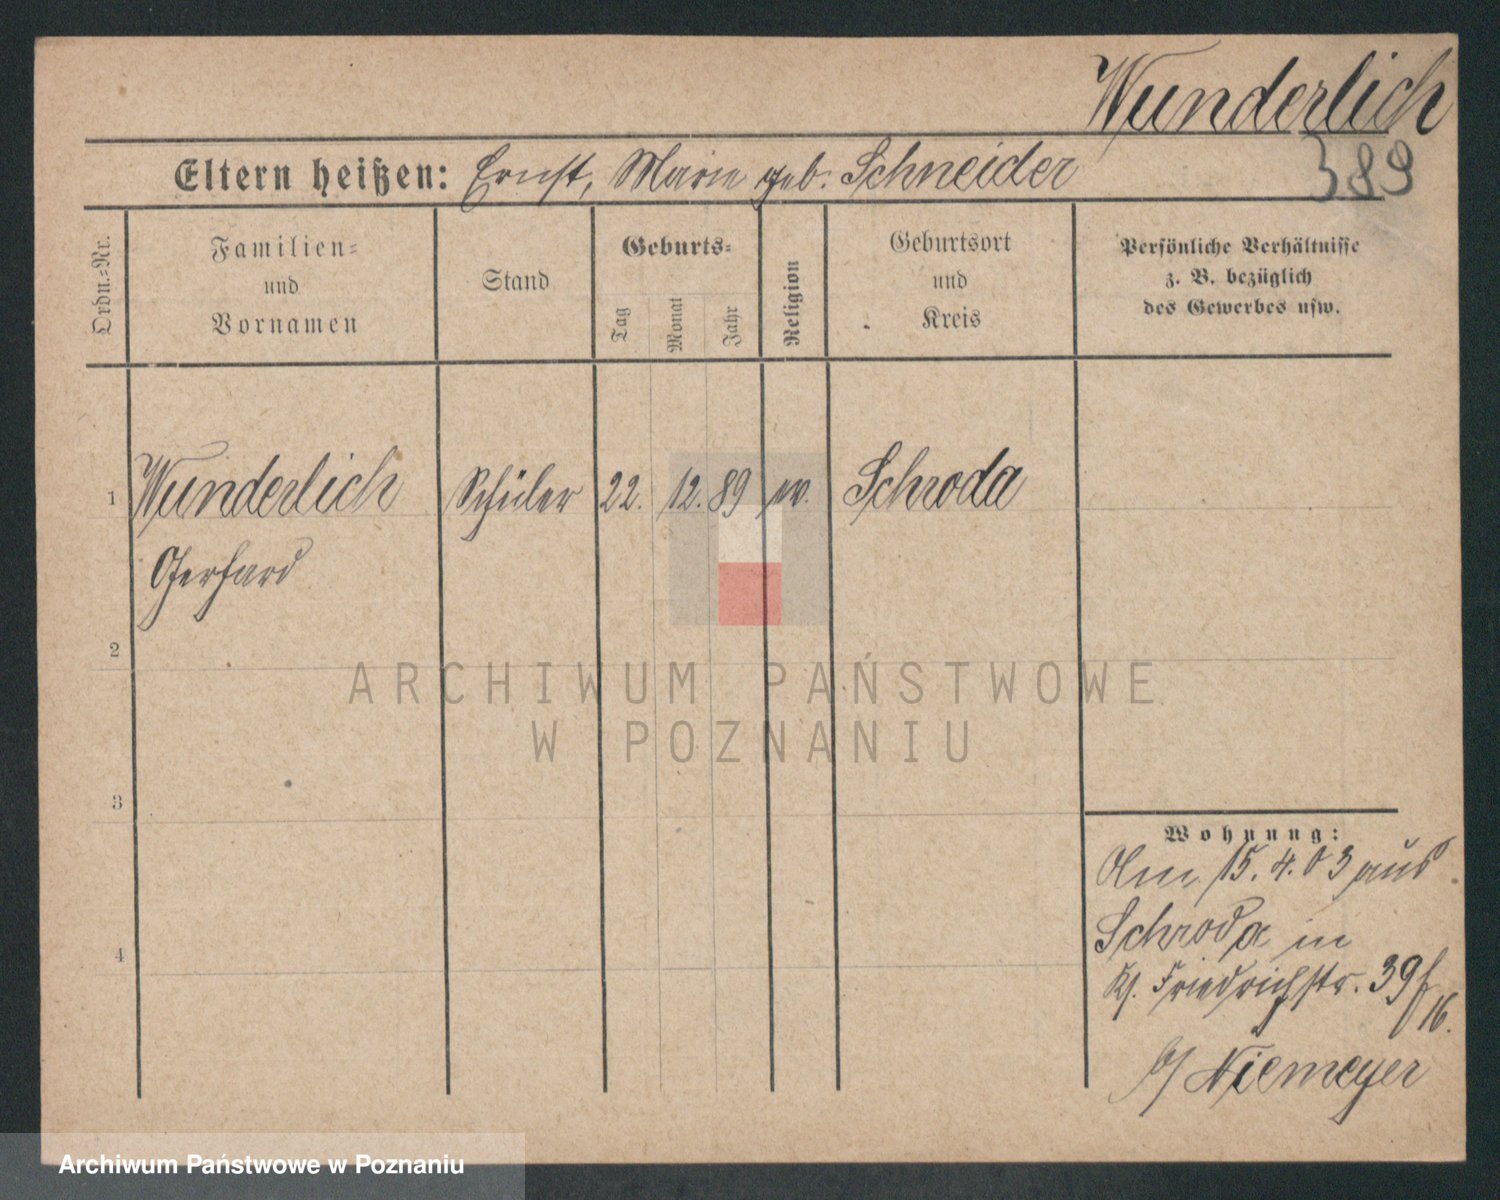 Wunderlich
389
Eltern heißen: Ernst, Marie geb. Schneider
Ordn.=Nr.
Familien=
und
Vornamen
Stand
Geburts=
Tag
Monat
Jahr
Religion
Geburtsort
und
Kreis
Persönliche Verhältnisse
z. B. bezüglich
des Gewerbes usw.
1 Wunderlich Schüler 22. 12. 89 ev. Schroda
Gerhard
2
3
4
Wohnung:
Am 15.4.03 aus
Schroda in
Friedrichstr. 39
16.
b/ Niemeyer
ARCHIWUM PAŃSTWOWE
W POZNANIU
Archiwum Państwowe w Poznaniu